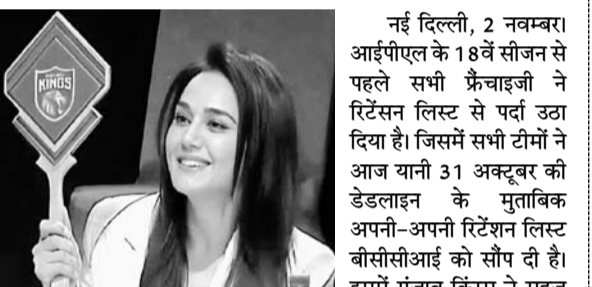 KINGS
नई दिल्ली, 2 नवम्बर।
आईपीएल के 18वें सीजन से
पहले सभी फ्रैंचाइजी ने
रिटेंसन लिस्ट से पर्दा उठा
दिया है। जिसमें सभी टीमों ने
आज यानी 31 अक्टूबर की
डेडलाइन के मुताबिक
अपनी-अपनी रिटेंशन लिस्ट
बीसीसीआई को सौंप दी है।